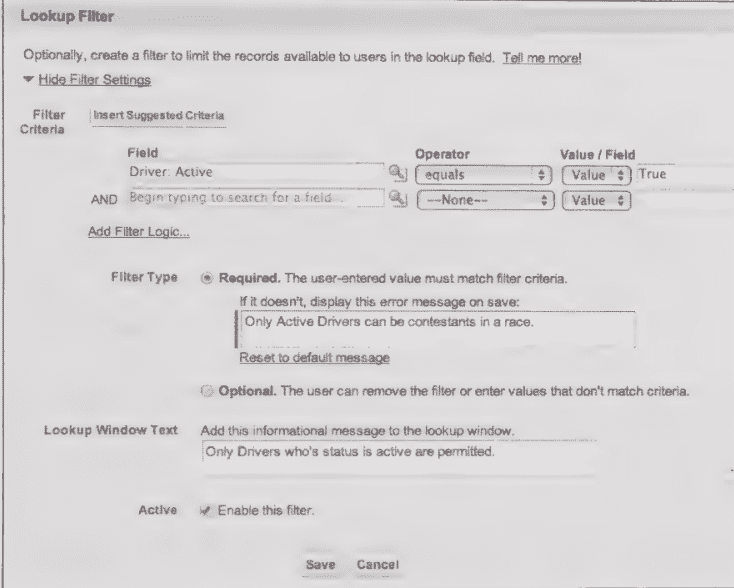 Lookup Filter
Optionally, create a filter to limit the records available to users in the lookup field. Tell me more!
Hide Filter Settings
Filter Criteria
Insert Suggested Criteria
Field Operator Value / Field
Driver: Active equals Value True
AND Begin typing to search for a field... --None-- Value
Add Filter Logic...
Filter Type Required. The user-entered value must match filter criteria.
If it doesn't, display this error message on save:
Only Active Drivers can be contestants in a race.
Reset to default message
Optional. The user can remove the filter or enter values that don't match criteria.
Lookup Window Text Add this informational message to the lookup window.
Only Drivers who's status is active are permitted.
Active Enable this filter.
Save Cancel